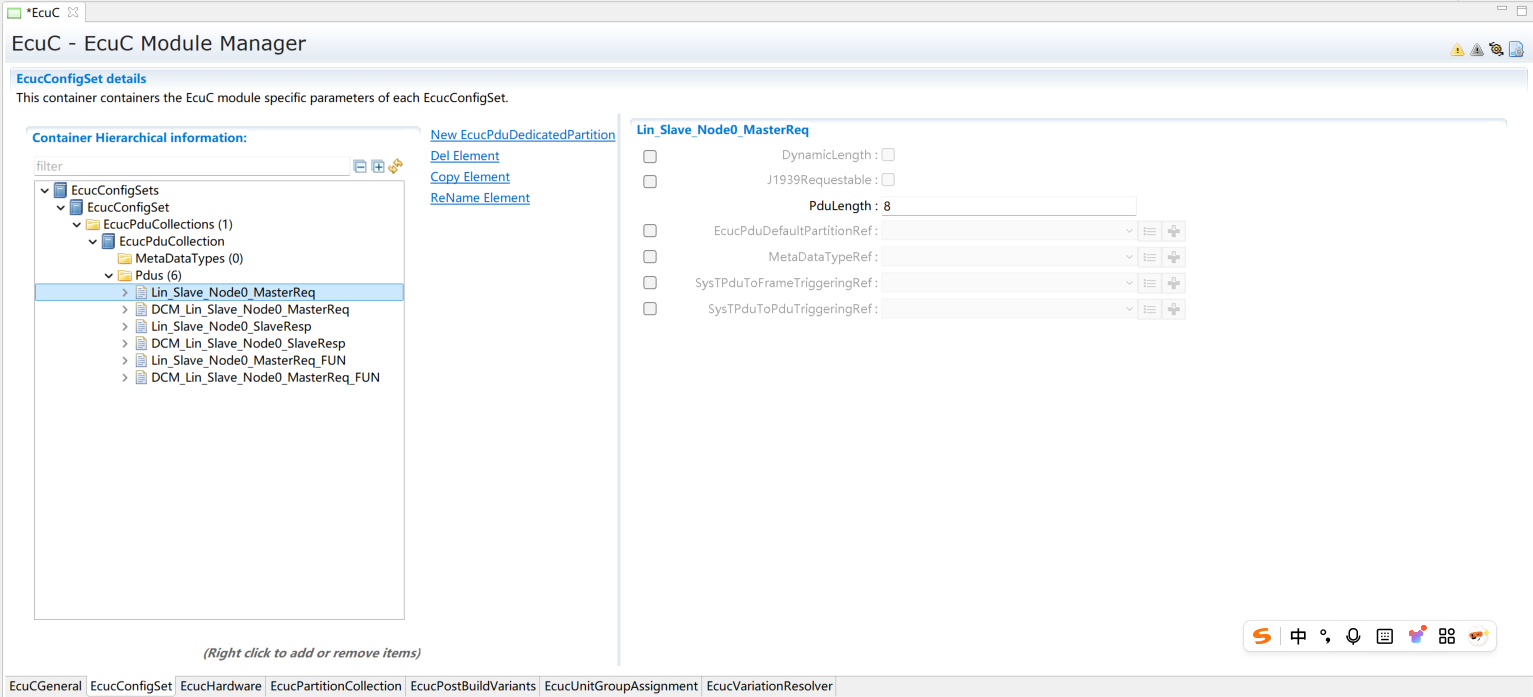 *EcuC
EcuC - EcuC Module Manager
EcucConfigSet details
This container containers the EcuC module specific parameters of each EcucConfigSet.
Container Hierarchical information:
filter
EcucConfigSets
EcucConfigSet
EcucPduCollections (1)
EcucPduCollection
MetaDataTypes (0)
Pdus (6)
Lin_Slave_Node0_MasterReq
DCM_Lin_Slave_Node0_MasterReq
Lin_Slave_Node0_SlaveResp
DCM_Lin_Slave_Node0_SlaveResp
Lin_Slave_Node0_MasterReq_FUN
DCM_Lin_Slave_Node0_MasterReq_FUN
(Right click to add or remove items)
New EcucPduDedicatedPartition
Del Element
Copy Element
ReName Element
Lin_Slave_Node0_MasterReq
DynamicLength :
J1939Requestable :
PduLength : 8
EcucPduDefaultPartitionRef :
MetaDataTypeRef :
SysTPduToFrameTriggeringRef :
SysTPduToPduTriggeringRef :
S 中 °,
EcuCGeneral EcucConfigSet EcucHardware EcucPartitionCollection EcucPostBuildVariants EcucUnitGroupAssignment EcucVariationResolver